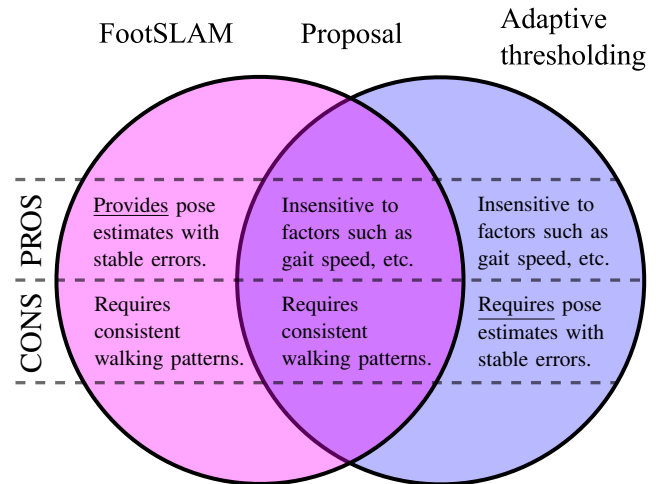 FootSLAM
Proposal
Adaptive
thresholding
PROS
Provides pose
estimates with
stable errors.
Insensitive to
factors such as
gait speed, etc.
Insensitive to
factors such as
gait speed, etc.
CONS
Requires
consistent
walking patterns.
Requires
consistent
walking patterns.
Requires pose
estimates with
stable errors.